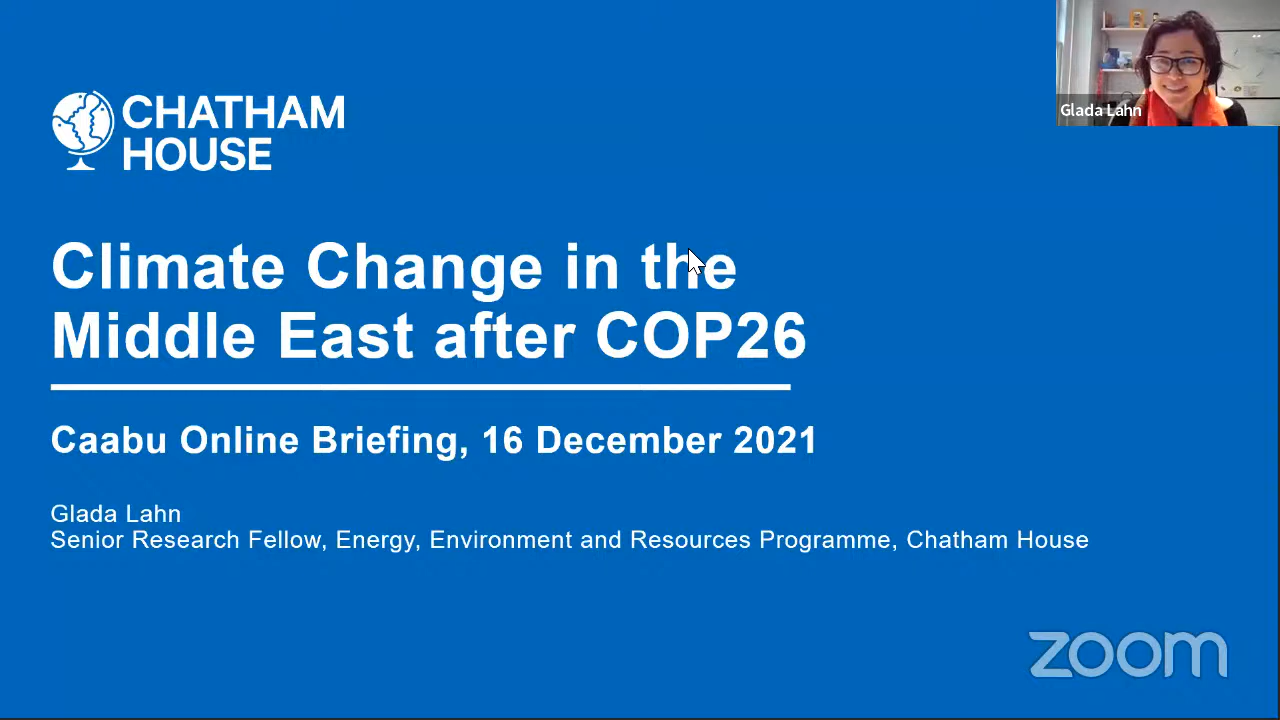 Glada Lahn
CHATHAM
HOUSE
Climate Change in the
Middle East after COP26
Caabu Online Briefing, 16 December 2021
Glada Lahn
Senior Research Fellow, Energy, Environment and Resources Programme, Chatham House
zoom